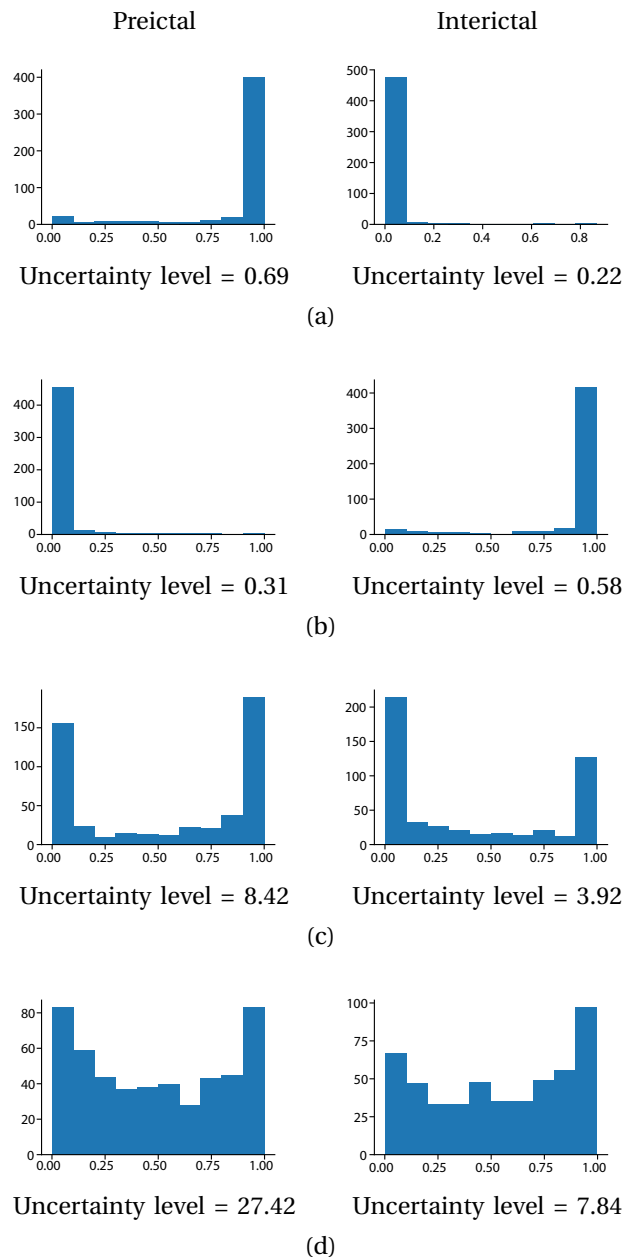 Preictal Interictal
400 500
300 400
200 300
100 200
0 100
0
0.00 0.25 0.50 0.75 1.00 0.0 0.2 0.4 0.6 0.8
Uncertainty level = 0.69 Uncertainty level = 0.22
(a)
400 400
300 300
200 200
100 100
0 0
0.00 0.25 0.50 0.75 1.00 0.00 0.25 0.50 0.75 1.00
Uncertainty level = 0.31 Uncertainty level = 0.58
(b)
150 200
100 150
50 100
0 50
0
0.00 0.25 0.50 0.75 1.00 0.00 0.25 0.50 0.75 1.00
Uncertainty level = 8.42 Uncertainty level = 3.92
(c)
80 100
60 75
40 50
20 25
0 0
0.00 0.25 0.50 0.75 1.00 0.00 0.25 0.50 0.75 1.00
Uncertainty level = 27.42 Uncertainty level = 7.84
(d)